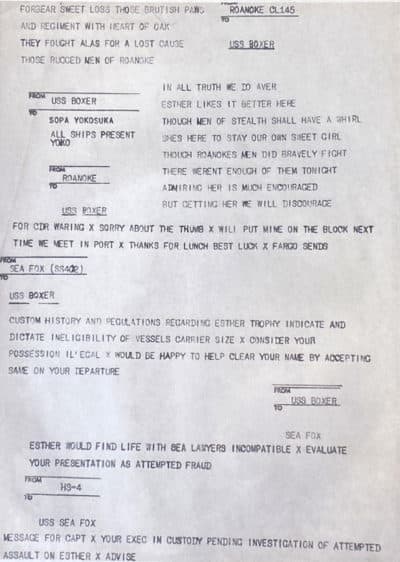 FORBEAR SWEET LOSS THOSE BRUTISH PAWS
AND REGIMENT WITH HEART OF OAK
THEY FOUGHT ALAS FOR A LOST CAUSE
THOSE RUGGED MEN OF ROANOKE
ROANOKE CL145
TO
USS BOXER
FROM
USS BOXER
TO
SOPA YOKOSUKA
ALL SHIPS PRESENT
YOKO
IN ALL TRUTH WE DO AVER
ESTHER LIKES IT BETTER HERE
THOUGH MEN OF STEALTH SHALL HAVE A WHIRL
SHES HERE TO STAY OUR OWN SWEET GIRL
THOUGH ROANOKES MEN DID BRAVELY FIGHT
THERE WERENT ENOUGH OF THEM TONIGHT
ADMIRING HER IS MUCH ENCOURAGED
BUT GETTING HER WE WILL DISCOURAGE
FROM
ROANOKE
TO
USS BOXER
FOR CDR WARING X SORRY ABOUT THE THUMB X WILL PUT MINE ON THE BLOCK NEXT
TIME WE MEET IN PORT X THANKS FOR LUNCH BEST LUCK X FARGO SENDS
FROM
SEA FOX (SS402)
TO
USS BOXER
CUSTOM HISTORY AND REGULATIONS REGARDING ESTHER TROPHY INDICATE AND
DICTATE INELIGIBILITY OF VESSELS CARRIER SIZE X CONSIDER YOUR
POSSESSION ILLEGAL X WOULD BE HAPPY TO HELP CLEAR YOUR NAME BY ACCEPTING
SAME ON YOUR DEPARTURE
FROM
USS BOXER
TO
SEA FOX
ESTHER WOULD FIND LIFE WITH SEA LAWYERS INCOMPATIBLE X EVALUATE
YOUR PRESENTATION AS ATTEMPTED FRAUD
FROM
HS-4
TO
USS SEA FOX
MESSAGE FOR CAPT X YOUR EXEC IN CUSTODY PENDING INVESTIGATION OF ATTEMPTED
ASSAULT ON ESTHER X ADVISE